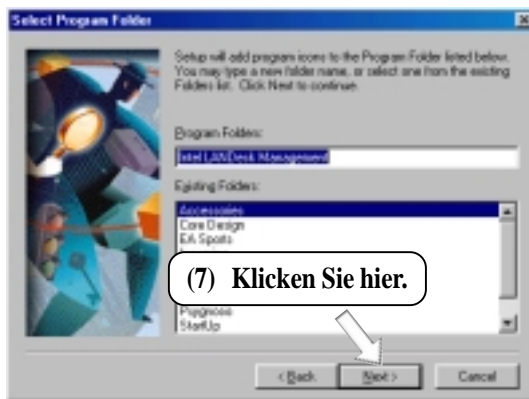 Select Program Folder
Setup will add program icons to the Program Folder listed below.
You may type a new folder name, or select one from the existing
Folders list. Click Next to continue.
Program Folders:
Intel LANDesk Management
Existing Folders:
Accessories
Core Design
EA Sports
(7) Klicken Sie hier.
Psygnosis
StartUp
< Back
Next >
Cancel